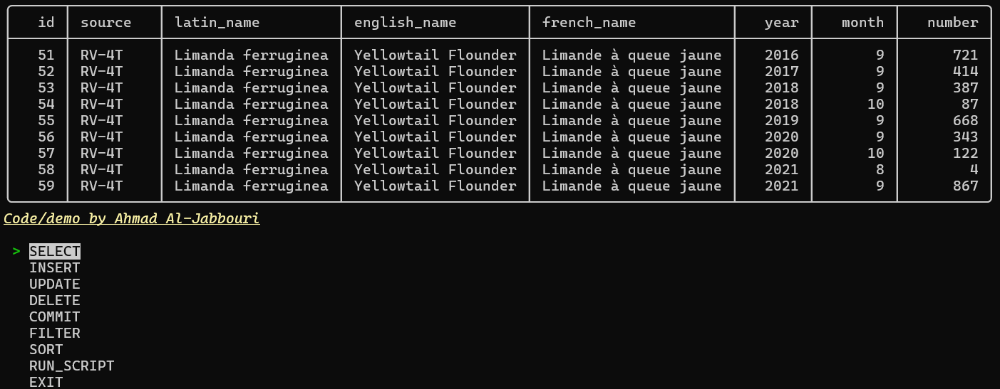 id source latin_name english_name french_name year month number
51 RV-4T Limanda ferruginea Yellowtail Flounder Limande à queue jaune 2016 9 721
52 RV-4T Limanda ferruginea Yellowtail Flounder Limande à queue jaune 2017 9 414
53 RV-4T Limanda ferruginea Yellowtail Flounder Limande à queue jaune 2018 9 387
54 RV-4T Limanda ferruginea Yellowtail Flounder Limande à queue jaune 2018 10 87
55 RV-4T Limanda ferruginea Yellowtail Flounder Limande à queue jaune 2019 9 668
56 RV-4T Limanda ferruginea Yellowtail Flounder Limande à queue jaune 2020 9 343
57 RV-4T Limanda ferruginea Yellowtail Flounder Limande à queue jaune 2020 10 122
58 RV-4T Limanda ferruginea Yellowtail Flounder Limande à queue jaune 2021 8 4
59 RV-4T Limanda ferruginea Yellowtail Flounder Limande à queue jaune 2021 9 867
Code/demo by Ahmad Al-Jabbouri
> SELECT
INSERT
UPDATE
DELETE
COMMIT
FILTER
SORT
RUN_SCRIPT
EXIT